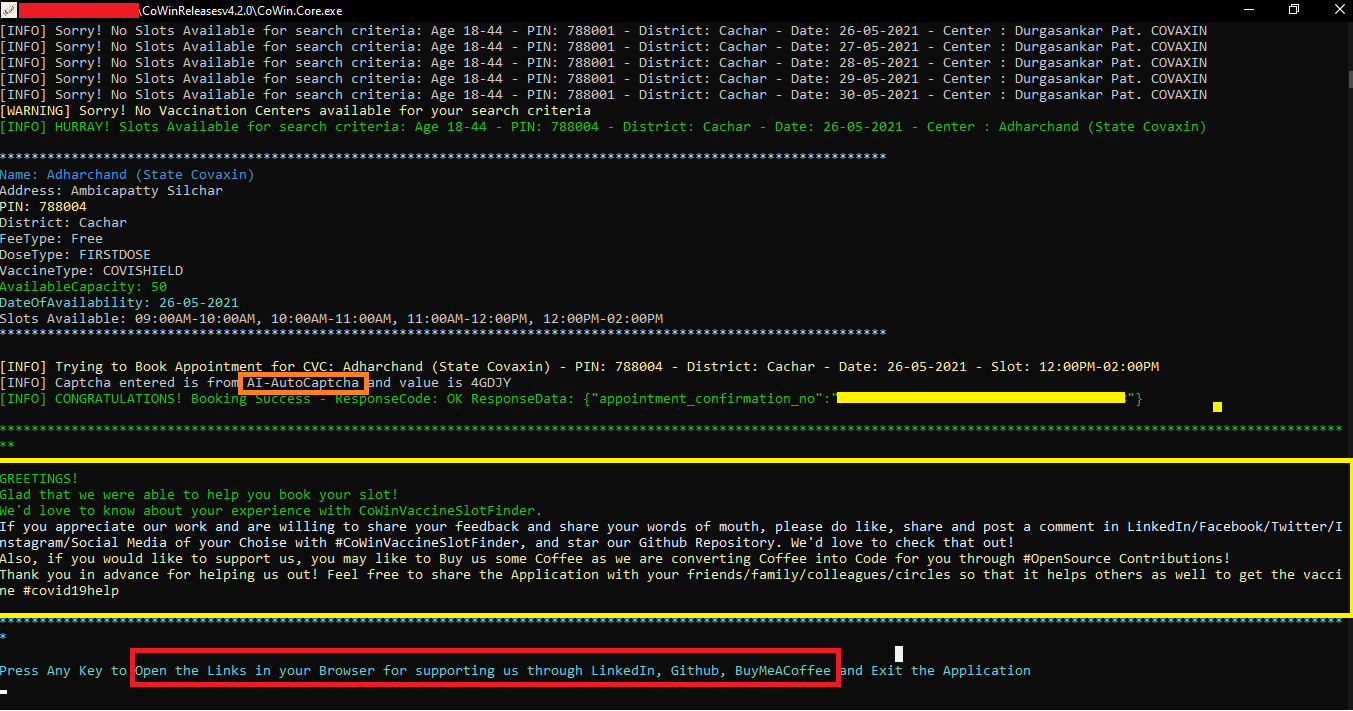 \CoWinReleasesv4.2.0\CoWin.Core.exe
[INFO] Sorry! No Slots Available for search criteria: Age 18-44 - PIN: 788001 - District: Cachar - Date: 26-05-2021 - Center : Durgasankar Pat. COVAXIN
[INFO] Sorry! No Slots Available for search criteria: Age 18-44 - PIN: 788001 - District: Cachar - Date: 27-05-2021 - Center : Durgasankar Pat. COVAXIN
[INFO] Sorry! No Slots Available for search criteria: Age 18-44 - PIN: 788001 - District: Cachar - Date: 28-05-2021 - Center : Durgasankar Pat. COVAXIN
[INFO] Sorry! No Slots Available for search criteria: Age 18-44 - PIN: 788001 - District: Cachar - Date: 29-05-2021 - Center : Durgasankar Pat. COVAXIN
[INFO] Sorry! No Slots Available for search criteria: Age 18-44 - PIN: 788001 - District: Cachar - Date: 30-05-2021 - Center : Durgasankar Pat. COVAXIN
[WARNING] Sorry! No Vaccination Centers available for your search criteria
[INFO] HURRAY! Slots Available for search criteria: Age 18-44 - PIN: 788004 - District: Cachar - Date: 26-05-2021 - Center : Adharchand (State Covaxin)
***************************************************************************************************************
Name: Adharchand (State Covaxin)
Address: Ambicapatty Silchar
PIN: 788004
District: Cachar
FeeType: Free
DoseType: FIRSTDOSE
VaccineType: COVISHIELD
AvailableCapacity: 50
DateOfAvailability: 26-05-2021
Slots Available: 09:00AM-10:00AM, 10:00AM-11:00AM, 11:00AM-12:00PM, 12:00PM-02:00PM
***************************************************************************************************************
[INFO] Trying to Book Appointment for CVC: Adharchand (State Covaxin) - PIN: 788004 - District: Cachar - Date: 26-05-2021 - Slot: 12:00PM-02:00PM
[INFO] Captcha entered is from AI-AutoCaptcha and value is 4GDJY
[INFO] CONGRATULATIONS! Booking Success - ResponseCode: OK ResponseData: {"appointment_confirmation_no":" "}
************************************************************************************************************************************************************************
**
GREETINGS!
Glad that we were able to help you book your slot!
We'd love to know about your experience with CoWinVaccineSlotFinder.
If you appreciate our work and are willing to share your feedback and share your words of mouth, please do like, share and post a comment in LinkedIn/Facebook/Twitter/I
nstagram/Social Media of your Choise with #CoWinVaccineSlotFinder, and star our Github Repository. We'd love to check that out!
Also, if you would like to support us, you may like to Buy us some Coffee as we are converting Coffee into Code for you through #OpenSource Contributions!
Thank you in advance for helping us out! Feel free to share the Application with your friends/family/colleagues/circles so that it helps others as well to get the vacci
ne #covid19help
************************************************************************************************************************************************************************
*
Press Any Key to Open the Links in your Browser for supporting us through LinkedIn, Github, BuyMeACoffee and Exit the Application